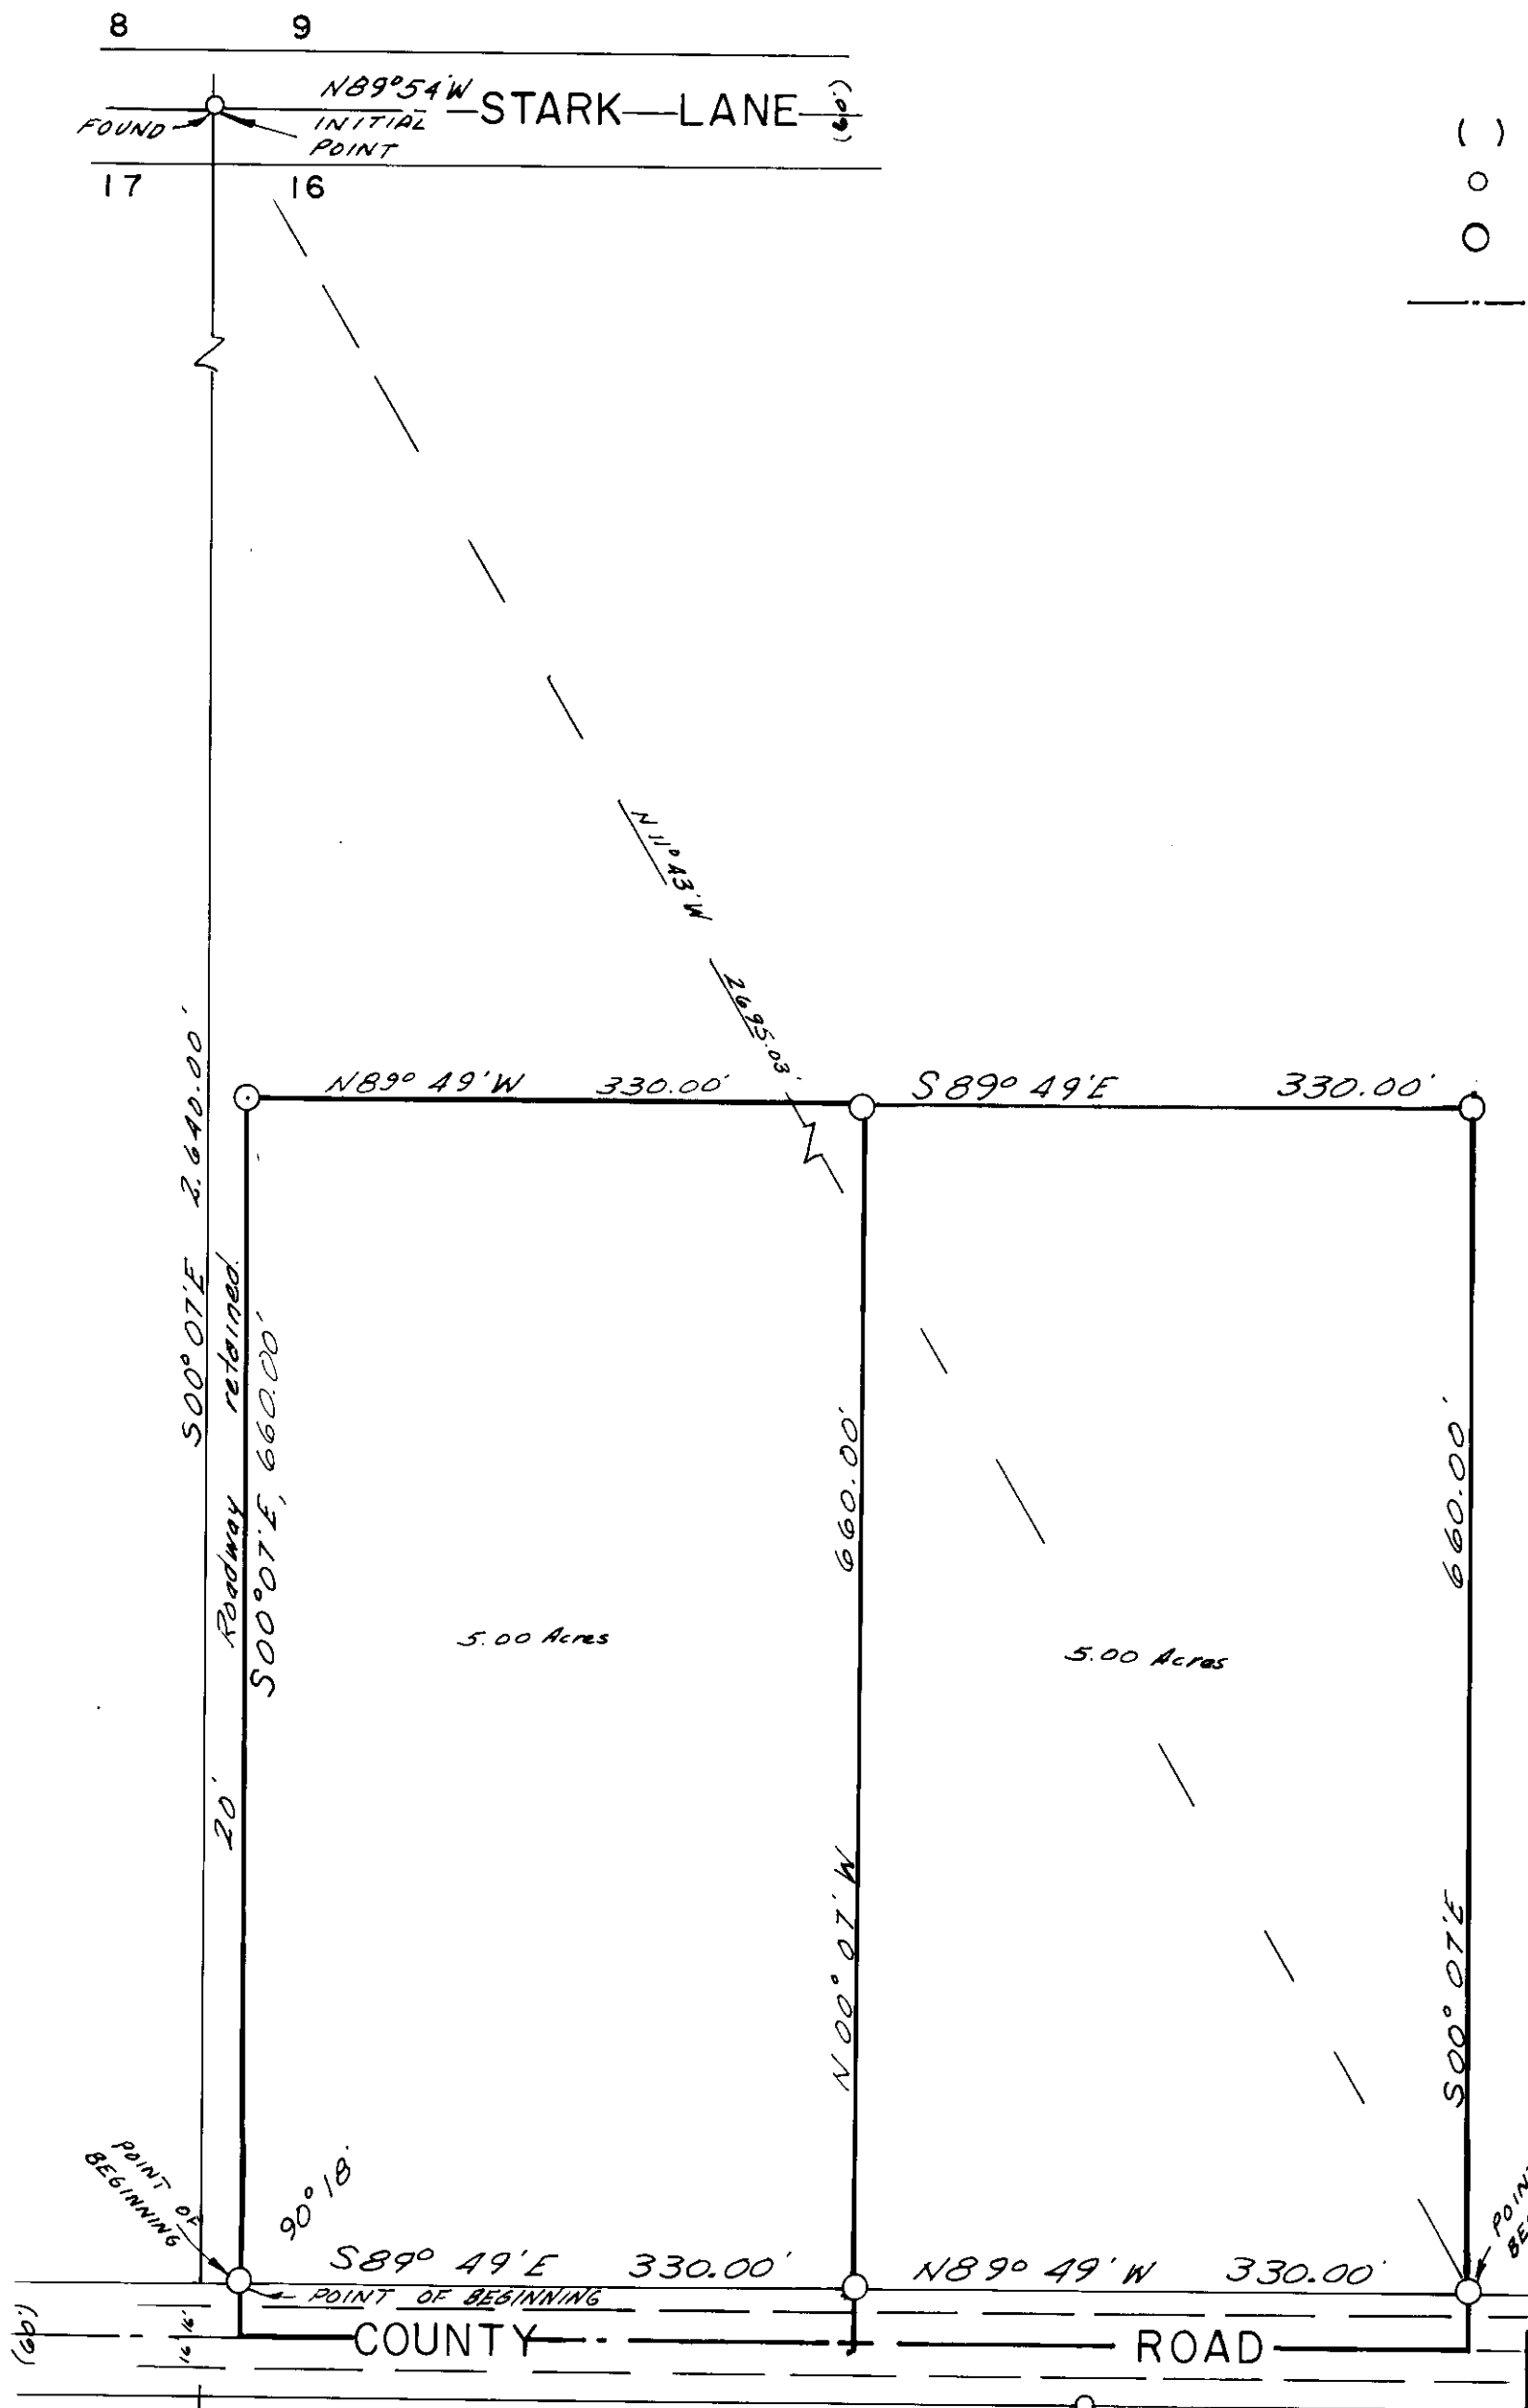 8 9
N89°54'W STARK LANE (60')
FOUND INITIAL
POINT
17 16
( )
N11°43'W
2695.03'
N89° 49'W 330.00' S89° 49'E 330.00'
S00° 07'E 2,640.00'
20' Roadway retained.
S00°07'E, 660.00'
N00° 07'W 660.00'
S00° 07'E 660.00'
5.00 Acres 5.00 Acres
POINT OF
BEGINNING
90° 18'
S89° 49'E 330.00' N89° 49'W 330.00'
POINT OF BEGINNING
(60') 16' 16' COUNTY ROAD